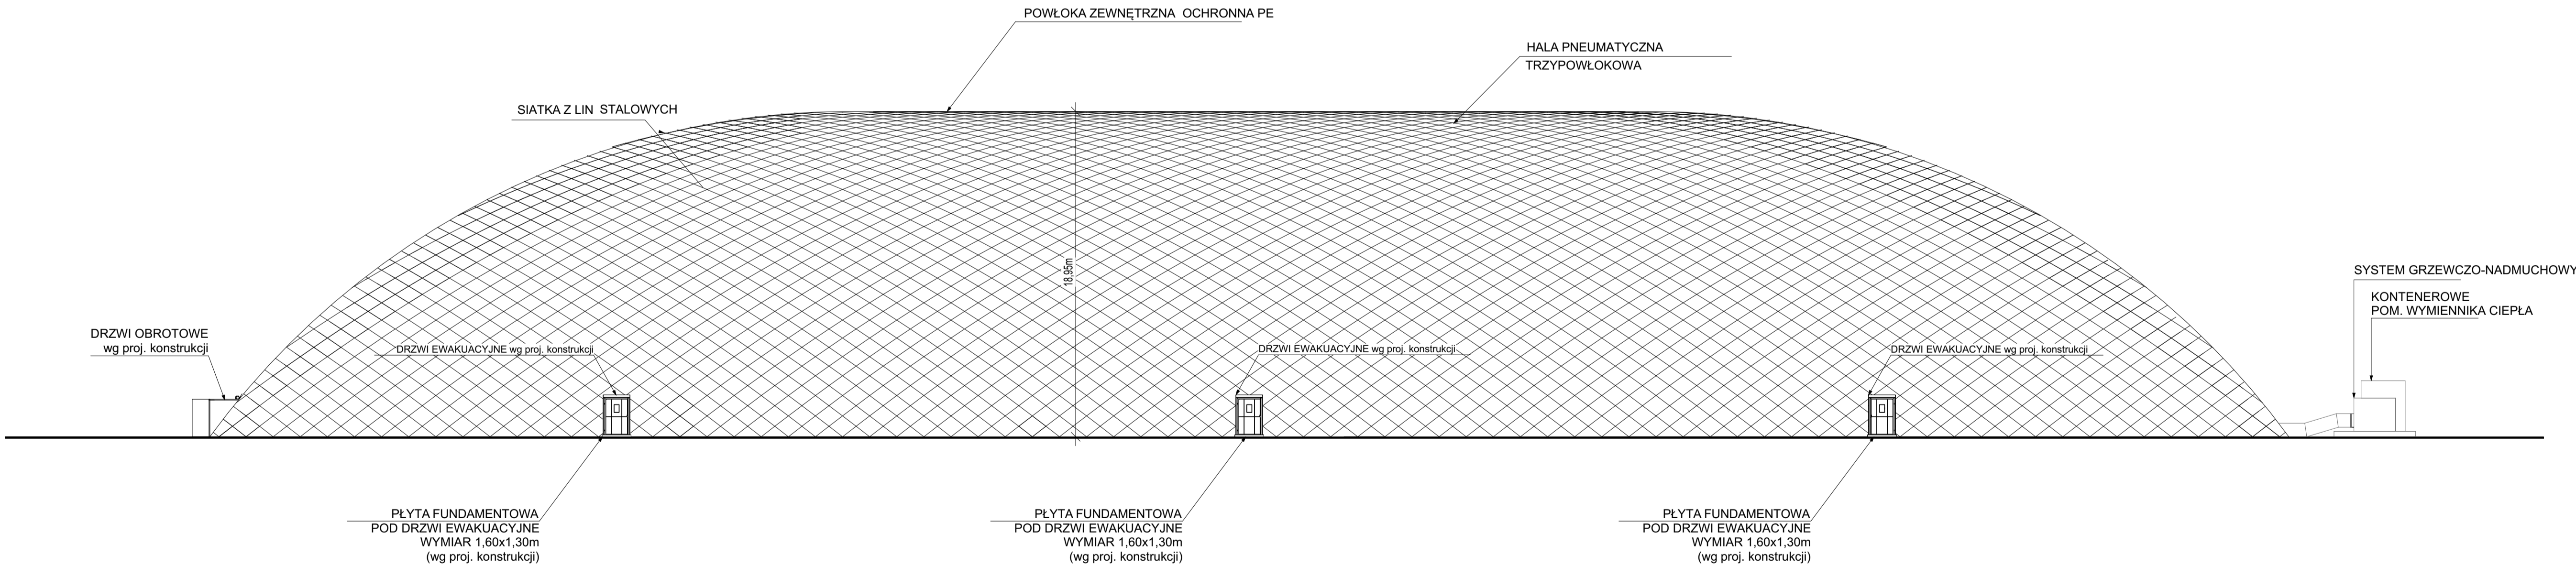 POWŁOKA ZEWNĘTRZNA OCHRONNA PE
HALA PNEUMATYCZNA
TRZYPOWŁOKOWA
SIATKA Z LIN STALOWYCH
18,95m
SYSTEM GRZEWCZO-NADMUCHOWY
KONTENEROWE
POM. WYMIENNIKA CIEPŁA
DRZWI OBROTOWE
wg proj. konstrukcji
DRZWI EWAKUACYJNE wg proj. konstrukcji
DRZWI EWAKUACYJNE wg proj. konstrukcji
DRZWI EWAKUACYJNE wg proj. konstrukcji
PŁYTA FUNDAMENTOWA
POD DRZWI EWAKUACYJNE
WYMIAR 1,60x1,30m
(wg proj. konstrukcji)
PŁYTA FUNDAMENTOWA
POD DRZWI EWAKUACYJNE
WYMIAR 1,60x1,30m
(wg proj. konstrukcji)
PŁYTA FUNDAMENTOWA
POD DRZWI EWAKUACYJNE
WYMIAR 1,60x1,30m
(wg proj. konstrukcji)